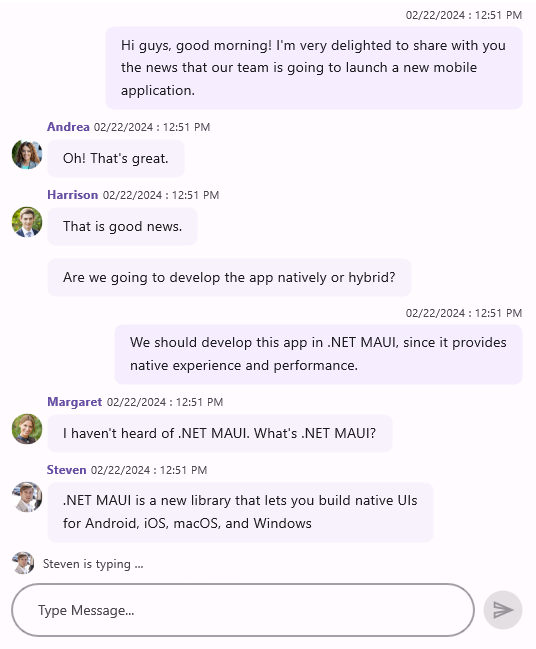 02/22/2024 : 12:51 PM
Hi guys, good morning! I'm very delighted to share with you
the news that our team is going to launch a new mobile
application.
Andrea 02/22/2024 : 12:51 PM
Oh! That's great.
Harrison 02/22/2024 : 12:51 PM
That is good news.
Are we going to develop the app natively or hybrid?
02/22/2024 : 12:51 PM
We should develop this app in .NET MAUI, since it provides
native experience and performance.
Margaret 02/22/2024 : 12:51 PM
I haven't heard of .NET MAUI. What's .NET MAUI?
Steven 02/22/2024 : 12:51 PM
.NET MAUI is a new library that lets you build native UIs
for Android, iOS, macOS, and Windows
Steven is typing ...
Type Message...